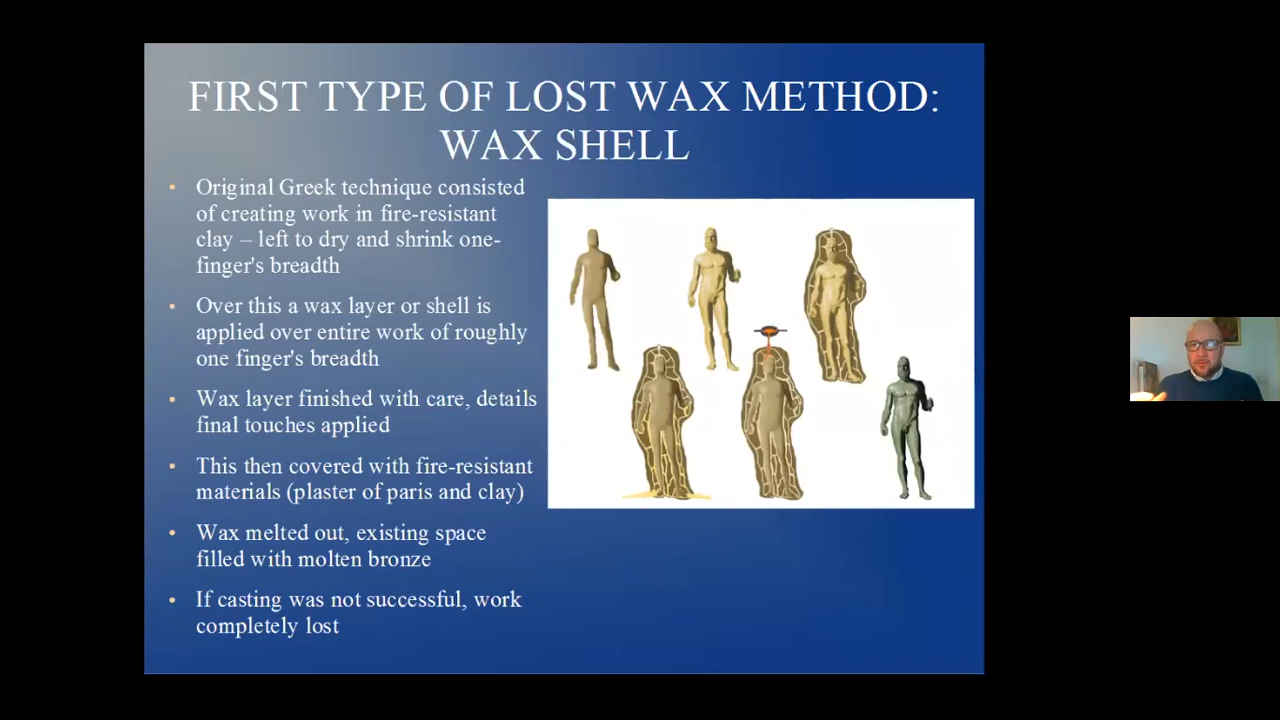 FIRST TYPE OF LOST WAX METHOD:
WAX SHELL
• Original Greek technique consisted
of creating work in fire-resistant
clay – left to dry and shrink one-
finger's breadth
• Over this a wax layer or shell is
applied over entire work of roughly
one finger's breadth
• Wax layer finished with care, details
final touches applied
• This then covered with fire-resistant
materials (plaster of paris and clay)
• Wax melted out, existing space
filled with molten bronze
• If casting was not successful, work
completely lost